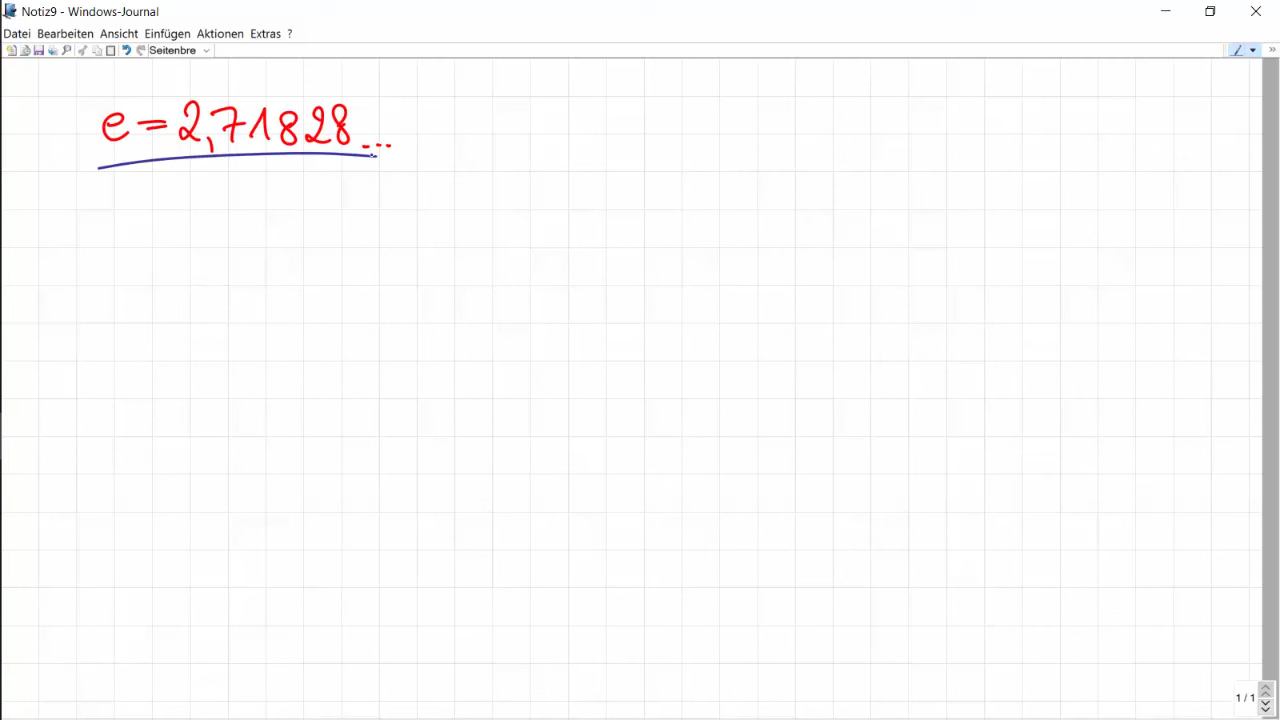 Notiz9 - Windows-Journal
Datei Bearbeiten Ansicht Einfügen Aktionen Extras ?
Seitenbre
e = 2,71828...
1 / 1